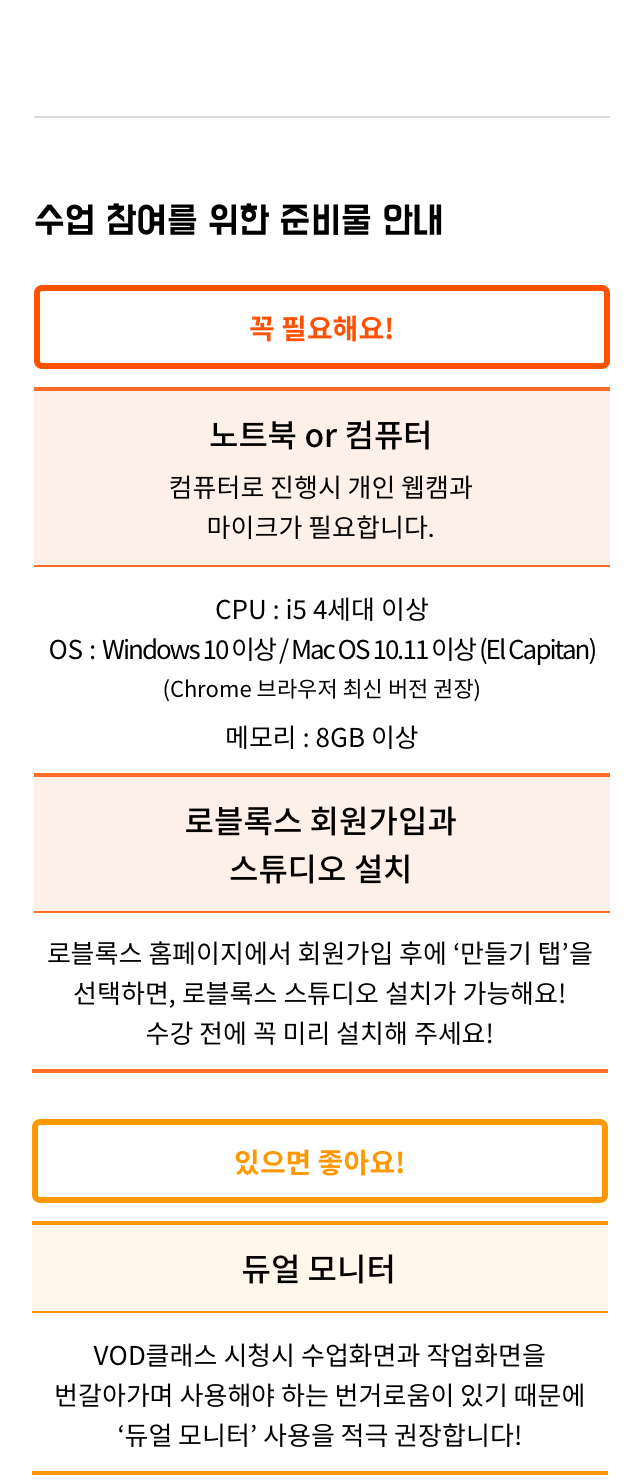 수업 참여를 위한 준비물 안내
꼭 필요해요!
노트북 or 컴퓨터
컴퓨터로 진행시 개인 웹캠과
마이크가 필요합니다.
CPU : i5 4세대 이상
OS : Windows 10 이상 / Mac OS 10.11 이상 (El Capitan)
(Chrome 브라우저 최신 버전 권장)
메모리 : 8GB 이상
로블록스 회원가입과
스튜디오 설치
로블록스 홈페이지에서 회원가입 후에 ‘만들기 탭’을
선택하면, 로블록스 스튜디오 설치가 가능해요!
수강 전에 꼭 미리 설치해 주세요!
있으면 좋아요!
듀얼 모니터
VOD클래스 시청시 수업화면과 작업화면을
번갈아가며 사용해야 하는 번거로움이 있기 때문에
‘듀얼 모니터’ 사용을 적극 권장합니다!